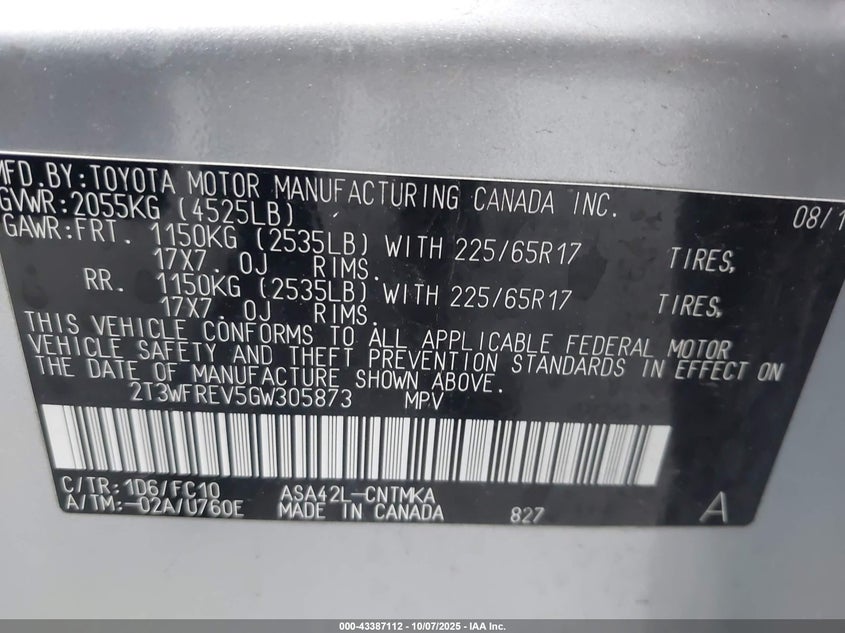 MFD.BY:TOYOTA MOTOR MANUFACTURING CANADA INC. 08/1
GVWR:2055KG (4525LB)
GAWR:FRT. 1150KG (2535LB) WITH 225/65R17 TIRES,
17X7. 0J RIMS.
RR. 1150KG (2535LB) WITH 225/65R17 TIRES,
17X7. 0J RIMS.
THIS VEHICLE CONFORMS TO ALL APPLICABLE FEDERAL MOTOR
VEHICLE SAFETY AND THEFT PREVENTION STANDARDS IN EFFECT ON
THE DATE OF MANUFACTURE SHOWN ABOVE.
2T3WFREV5GW305873 MPV
C/TR:1D6/FC10 ASA42L-CNTMKA
A/TM:-02A/U760E MADE IN CANADA 827 A
000-43387112 - 10/07/2025 - IAA Inc.